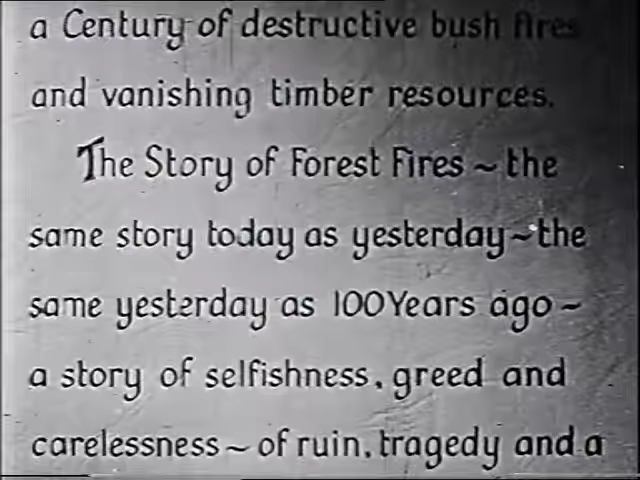 a Century of destructive bush fires
and vanishing timber resources.
The Story of Forest Fires ~ the
same story today as yesterday ~ the
same yesterday as 100 Years ago ~
a story of selfishness, greed and
carelessness ~ of ruin, tragedy and a